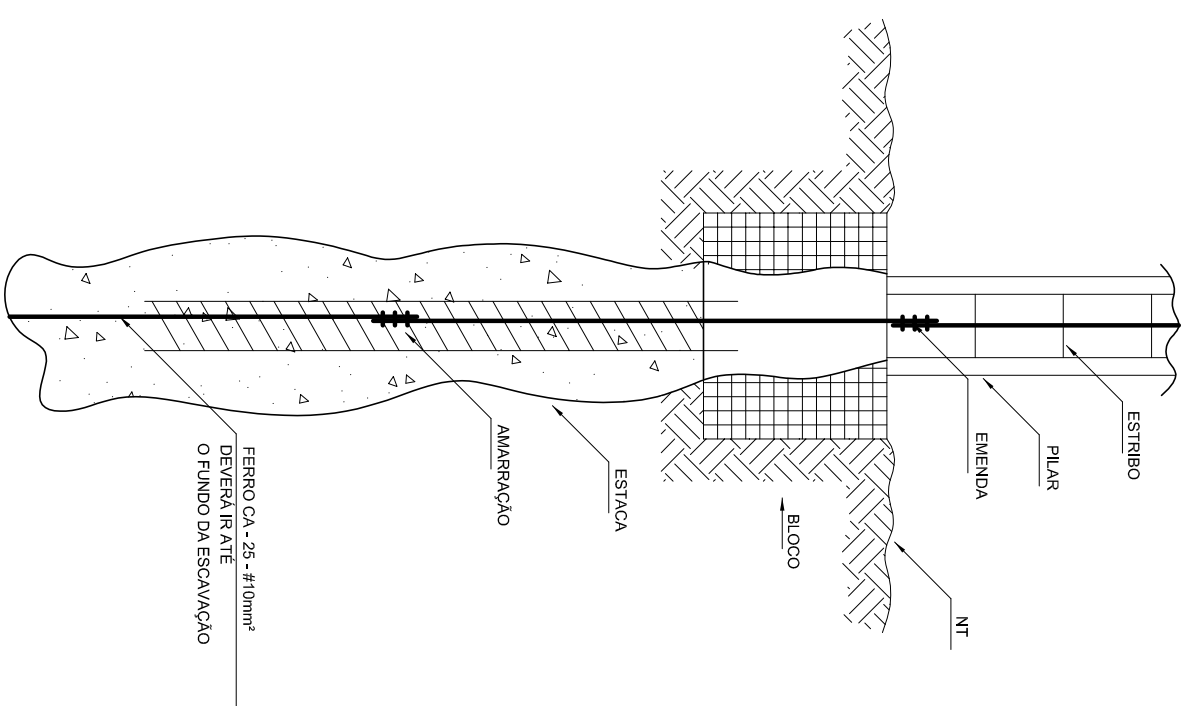 ESTRIBO
PILAR
EMENDA
NT
BLOCO
ESTACA
AMARRAÇÃO
FERRO CA - 25 - #10mm²
DEVERÁ IR ATÉ
O FUNDO DA ESCAVAÇÃO